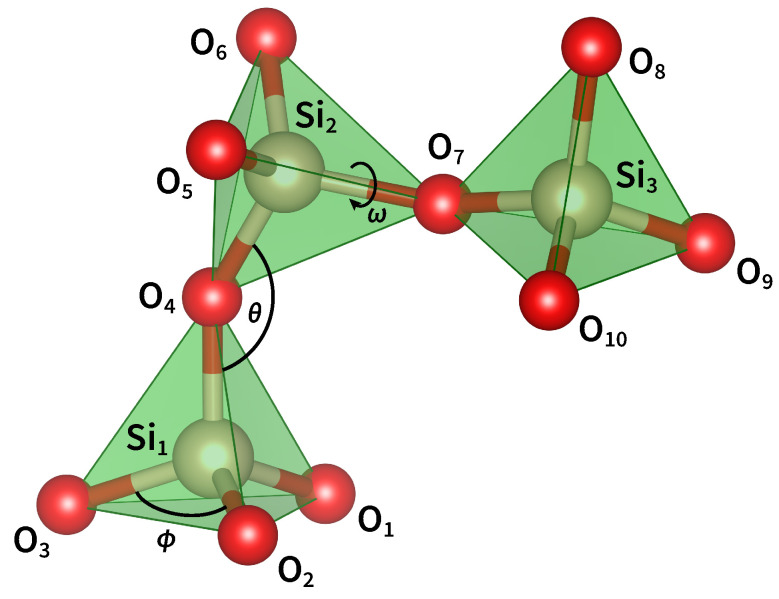 O₆
O₈
Si₂
O₇
Si₃
O₅
ω
O₉
O₄
θ
O₁₀
Si₁
O₁
O₃
ϕ
O₂